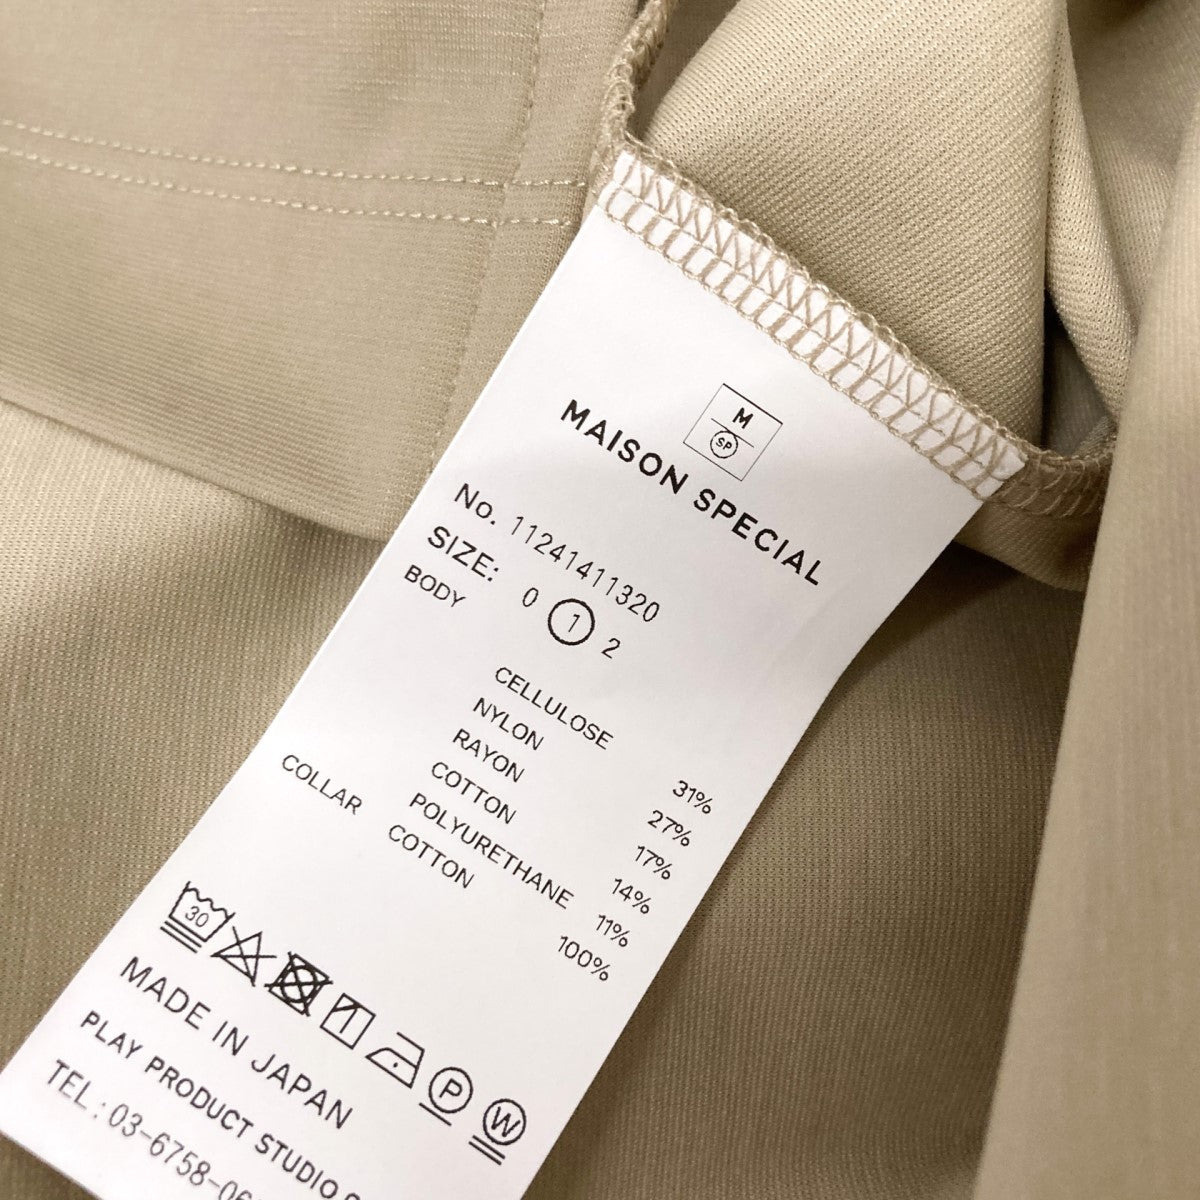 M
SP
MAISON SPECIAL
No. 11241411320
SIZE: 0 1 2
BODY
CELLULOSE 31%
NYLON 27%
RAYON 17%
COTTON 14%
POLYURETHANE 11%
COLLAR COTTON 100%
30
P
W
MADE IN JAPAN
PLAY PRODUCT STUDIO
TEL : 03-6758-06